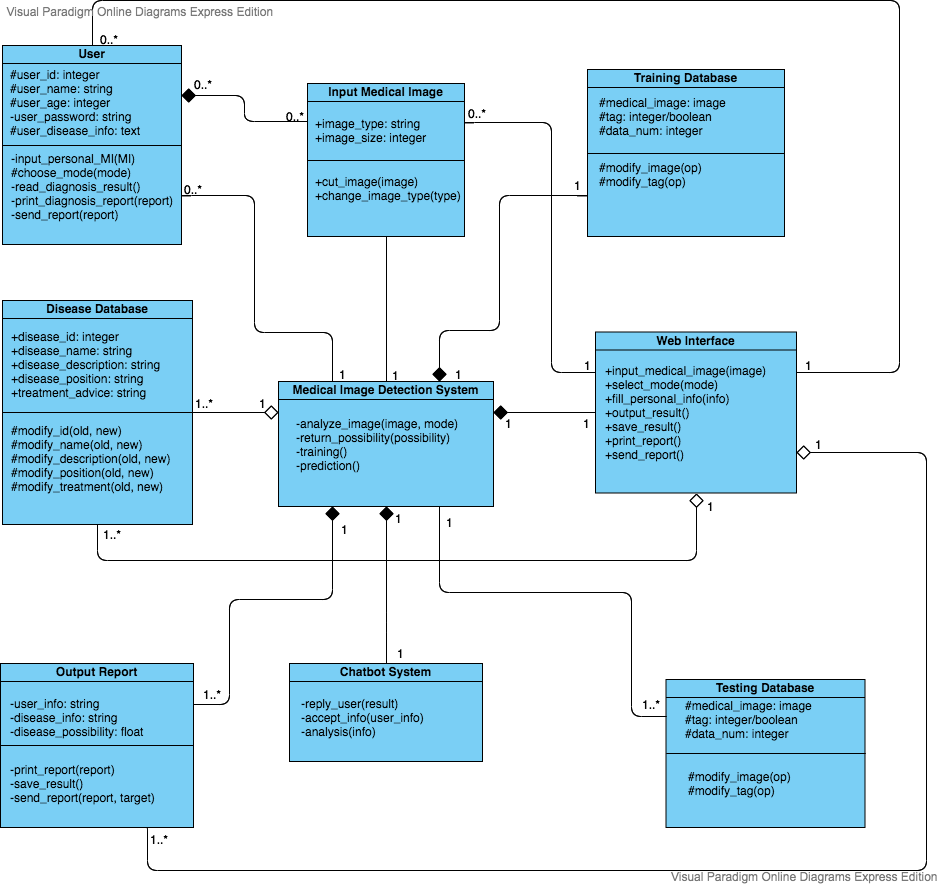 Visual Paradigm Online Diagrams Express Edition
0..*
User
#user_id: integer
#user_name: string
#user_age: integer
-user_password: string
#user_disease_info: text
-input_personal_MI(MI)
#choose_mode(mode)
-read_diagnosis_result()
-print_diagnosis_report(report)
-send_report(report)
0..*
0..*
0..*
Input Medical Image
+image_type: string
+image_size: integer
+cut_image(image)
+change_image_type(type)
0..*
Training Database
#medical_image: image
#tag: integer/boolean
#data_num: integer
#modify_image(op)
#modify_tag(op)
1
Disease Database
+disease_id: integer
+disease_name: string
+disease_description: string
+disease_position: string
+treatment_advice: string
#modify_id(old, new)
#modify_name(old, new)
#modify_description(old, new)
#modify_position(old, new)
#modify_treatment(old, new)
1..*
1
1..*
1
1
1
Medical Image Detection System
-analyze_image(image, mode)
-return_possibility(possibility)
-training()
-prediction()
1
1
1
1
1
Web Interface
+input_medical_image(image)
+select_mode(mode)
+fill_personal_info(info)
+output_result()
+save_result()
+print_report()
+send_report()
1
1
1
1
1
Output Report
-user_info: string
-disease_info: string
-disease_possibility: float
-print_report(report)
-save_result()
-send_report(report, target)
1..*
1..*
1
Chatbot System
-reply_user(result)
-accept_info(user_info)
-analysis(info)
1..*
Testing Database
#medical_image: image
#tag: integer/boolean
#data_num: integer
#modify_image(op)
#modify_tag(op)
Visual Paradigm Online Diagrams Express Edition